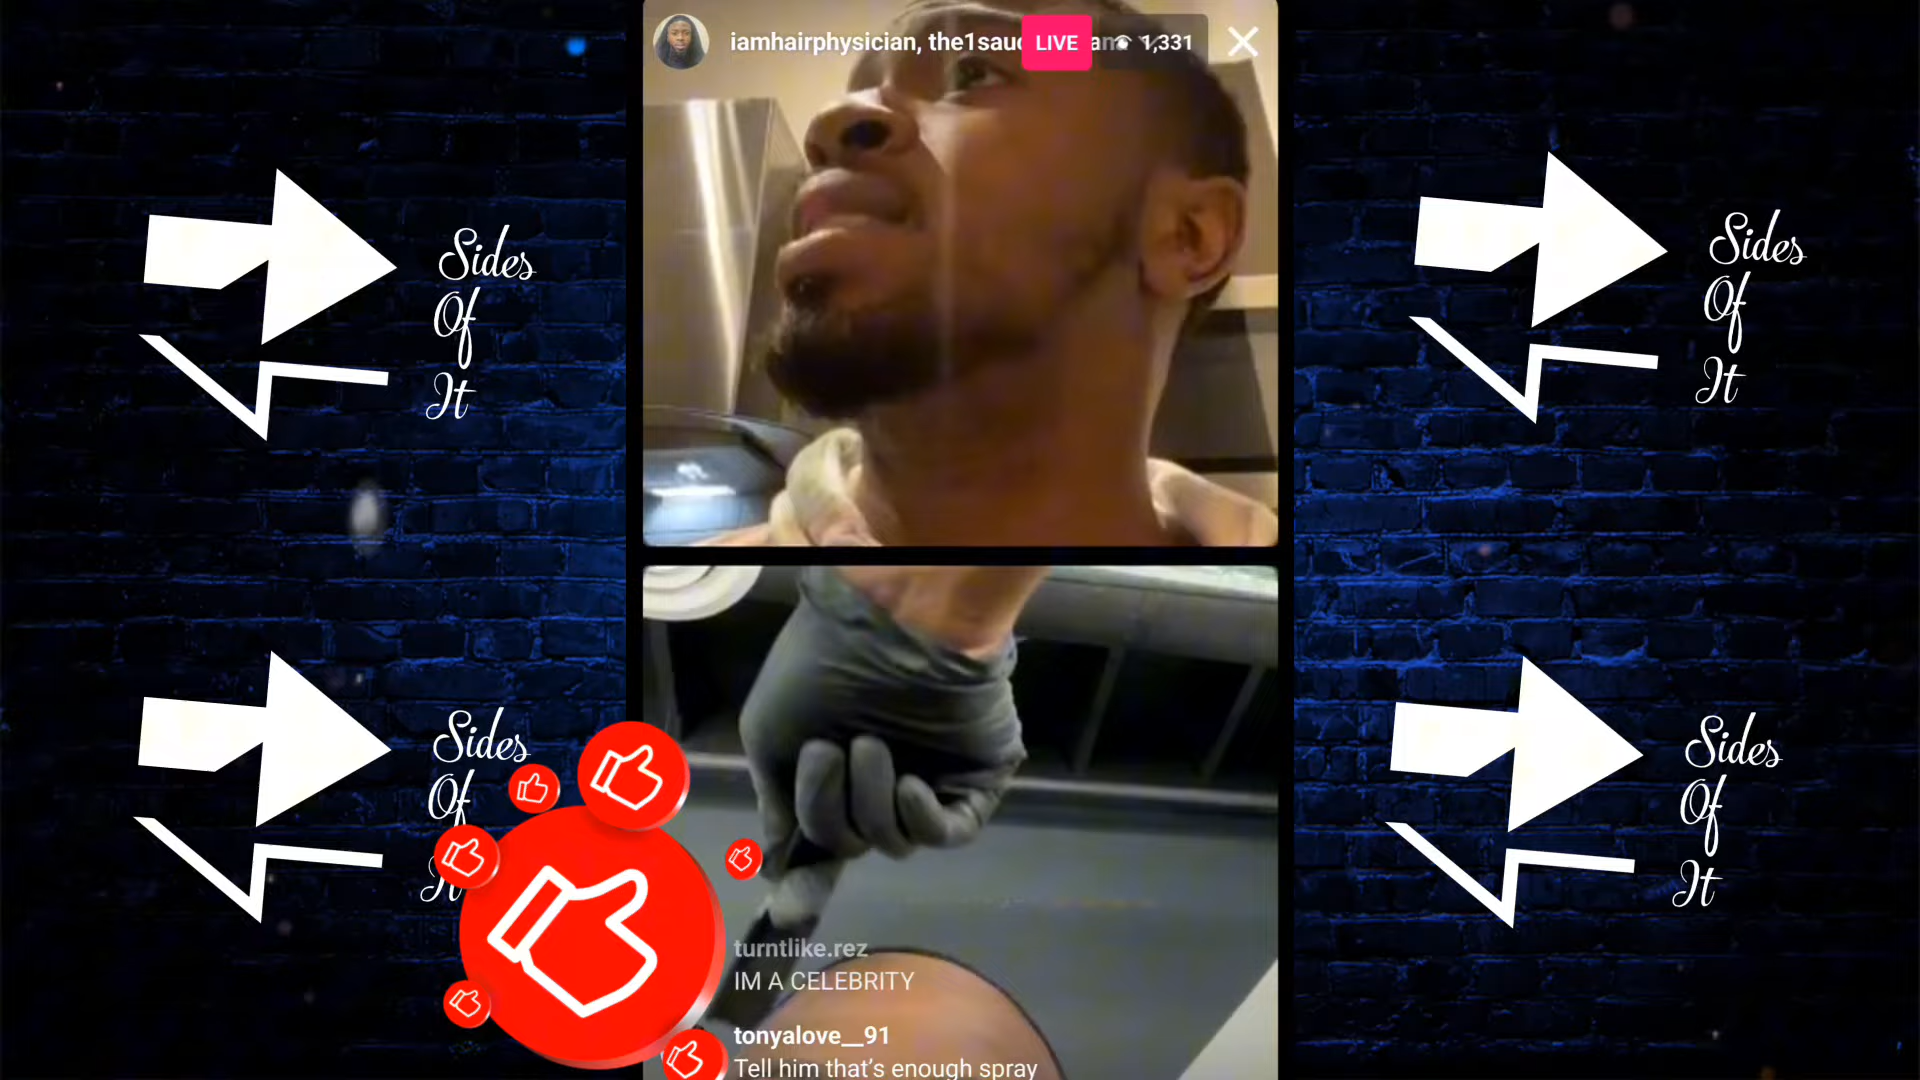 iamhairphysician, the1sau
LIVE
1,331
Sides
Of
It
Sides
Of
It
Sides
Of
It
Sides
Of
It
turntlike.rez
IM A CELEBRITY
tonyalove__91
Tell him that's enough spray